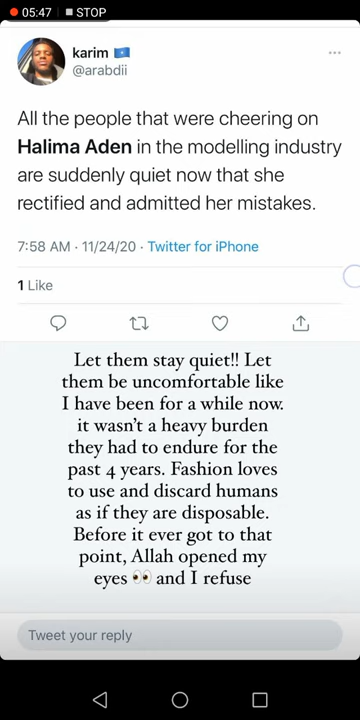 05:47 STOP
karim
@arabdii
All the people that were cheering on
Halima Aden in the modelling industry
are suddenly quiet now that she
rectified and admitted her mistakes.
7:58 AM · 11/24/20 · Twitter for iPhone
1 Like
Let them stay quiet!! Let
them be uncomfortable like
I have been for a while now.
it wasn't a heavy burden
they had to endure for the
past 4 years. Fashion loves
to use and discard humans
as if they are disposable.
Before it ever got to that
point, Allah opened my
eyes 👀 and I refuse
Tweet your reply